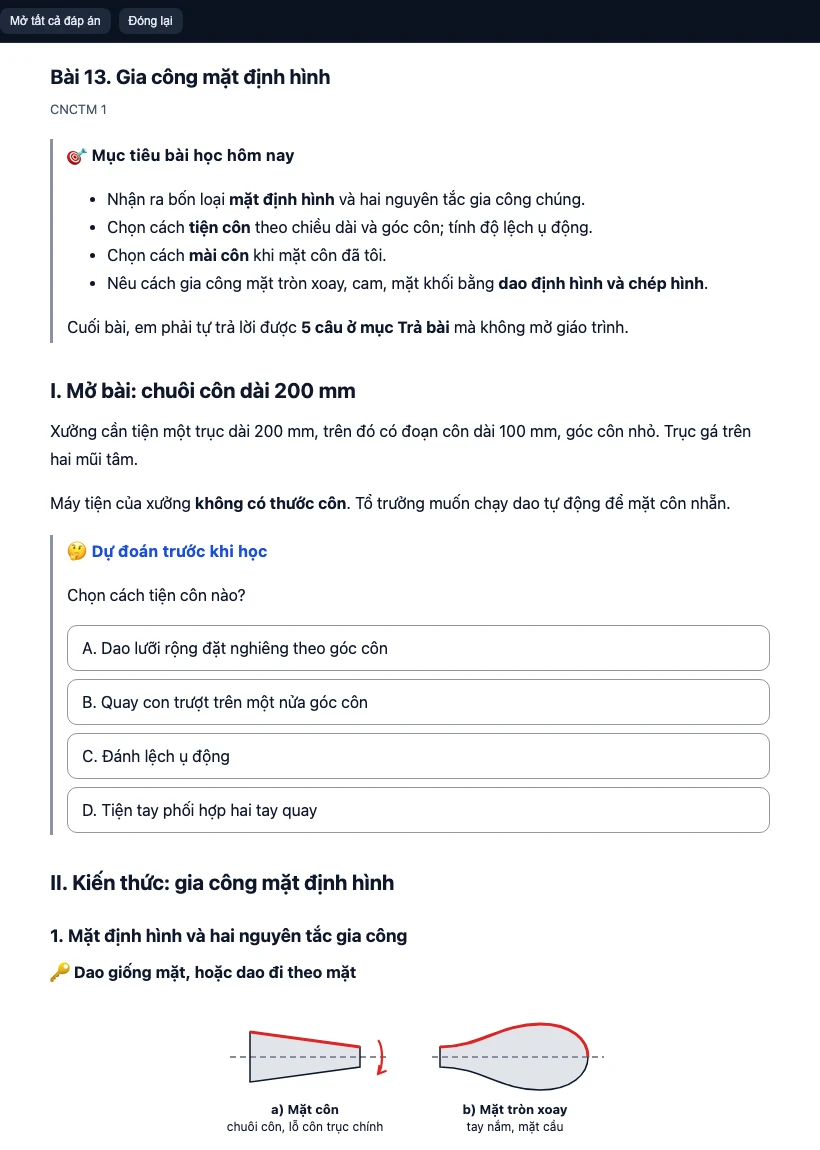 Mở tất cả đáp án
Đóng lại
Bài 13. Gia công mặt định hình
CNCTM 1
🎯 Mục tiêu bài học hôm nay
• Nhận ra bốn loại mặt định hình và hai nguyên tắc gia công chúng.
• Chọn cách tiện côn theo chiều dài và góc côn; tính độ lệch ụ động.
• Chọn cách mài côn khi mặt côn đã tôi.
• Nêu cách gia công mặt tròn xoay, cam, mặt khối bằng dao định hình và chép hình.
Cuối bài, em phải tự trả lời được 5 câu ở mục Trả bài mà không mở giáo trình.
I. Mở bài: chuôi côn dài 200 mm
Xưởng cần tiện một trục dài 200 mm, trên đó có đoạn côn dài 100 mm, góc côn nhỏ. Trục gá trên
hai mũi tâm.
Máy tiện của xưởng không có thước côn. Tổ trưởng muốn chạy dao tự động để mặt côn nhẵn.
🤔 Dự đoán trước khi học
Chọn cách tiện côn nào?
A. Dao lưỡi rộng đặt nghiêng theo góc côn
B. Quay con trượt trên một nửa góc côn
C. Đánh lệch ụ động
D. Tiện tay phối hợp hai tay quay
II. Kiến thức: gia công mặt định hình
1. Mặt định hình và hai nguyên tắc gia công
🔑 Dao giống mặt, hoặc dao đi theo mặt
a) Mặt côn
chuôi côn, lỗ côn trục chính
b) Mặt tròn xoay
tay nắm, mặt cầu